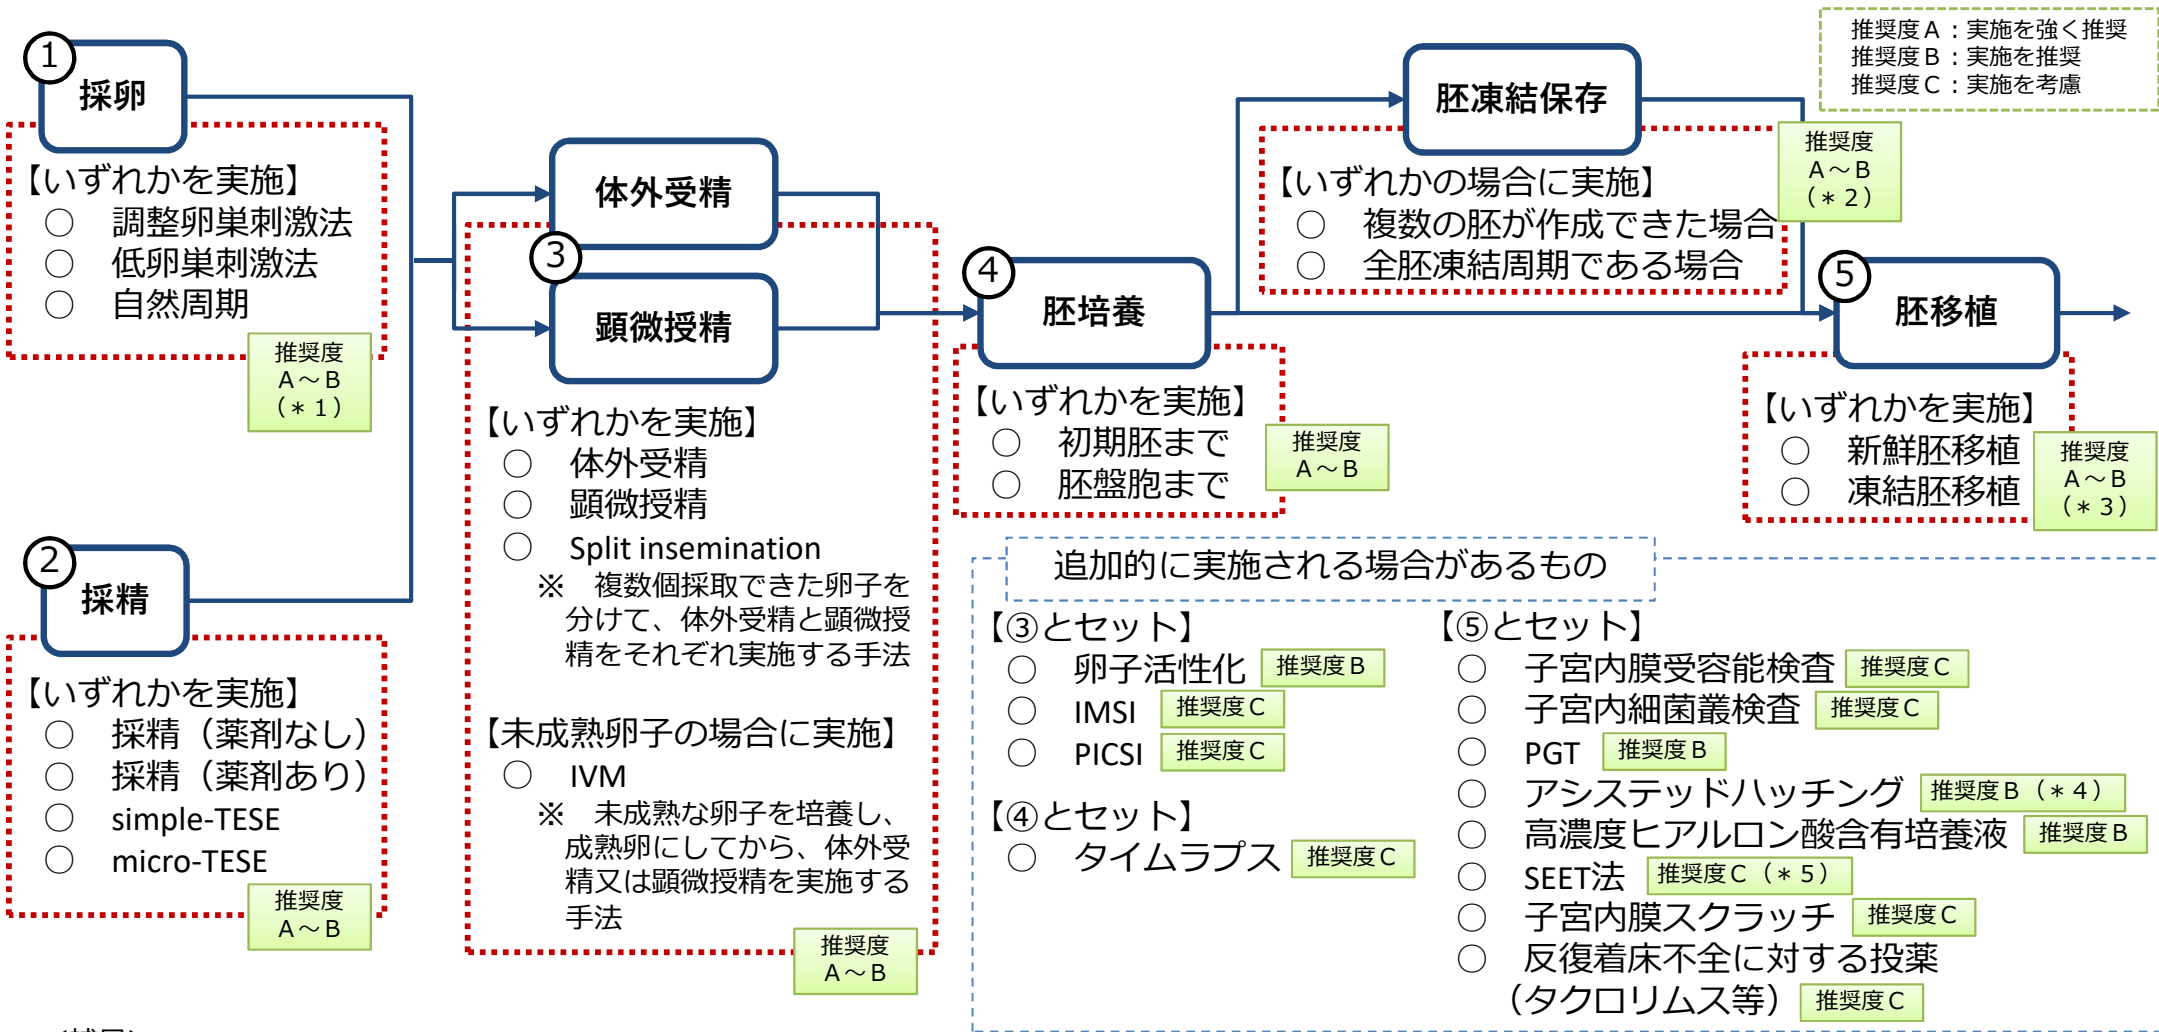 推奨度A：実施を強く推奨
推奨度B：実施を推奨
推奨度C：実施を考慮
①
採卵
【いずれかを実施】
○ 調整卵巣刺激法
○ 低卵巣刺激法
○ 自然周期
推奨度
A～B
（＊1）
②
採精
【いずれかを実施】
○ 採精（薬剤なし）
○ 採精（薬剤あり）
○ simple-TESE
○ micro-TESE
推奨度
A～B
体外受精
③
顕微授精
【いずれかを実施】
○ 体外受精
○ 顕微授精
○ Split insemination
※ 複数個採取できた卵子を
分けて、体外受精と顕微授
精をそれぞれ実施する手法
【未成熟卵子の場合に実施】
○ IVM
※ 未成熟な卵子を培養し、
成熟卵にしてから、体外受
精又は顕微授精を実施する
手法
推奨度
A～B
④
胚培養
【いずれかを実施】
○ 初期胚まで
○ 胚盤胞まで
推奨度
A～B
胚凍結保存
【いずれかの場合に実施】
○ 複数の胚が作成できた場合
○ 全胚凍結周期である場合
推奨度
A～B
（＊2）
⑤
胚移植
【いずれかを実施】
○ 新鮮胚移植
○ 凍結胚移植
推奨度
A～B
（＊3）
追加的に実施される場合があるもの
【③とセット】
○ 卵子活性化 推奨度B
○ IMSI 推奨度C
○ PICSI 推奨度C
【④とセット】
○ タイムラプス 推奨度C
【⑤とセット】
○ 子宮内膜受容能検査 推奨度C
○ 子宮内細菌叢検査 推奨度C
○ PGT 推奨度B
○ アシステッドハッチング 推奨度B（＊4）
○ 高濃度ヒアルロン酸含有培養液 推奨度B
○ SEET法 推奨度C（＊5）
○ 子宮内膜スクラッチ 推奨度C
○ 反復着床不全に対する投薬
（タクロリムス等） 推奨度C